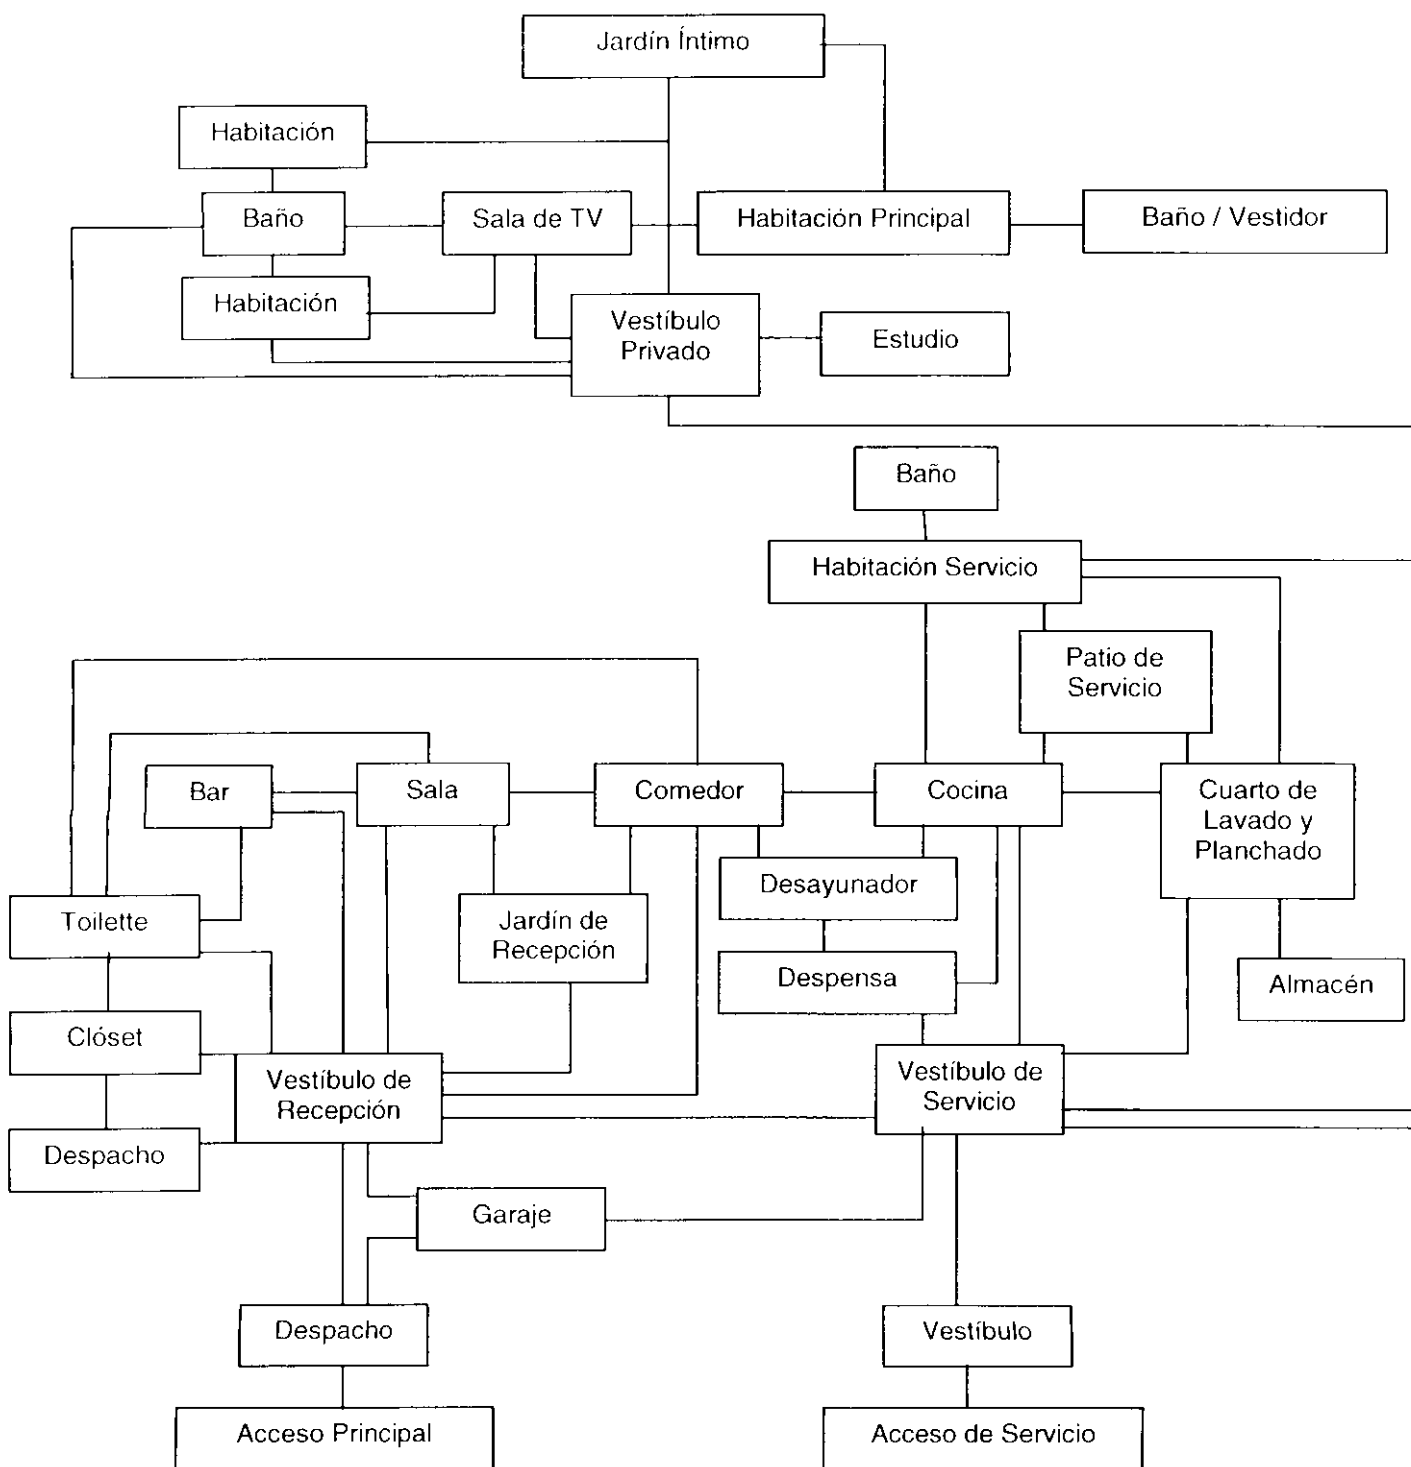 Jardín Íntimo
Habitación
Baño
Sala de TV
Habitación Principal
Baño / Vestidor
Habitación
Vestíbulo
Privado
Estudio
Baño
Habitación Servicio
Patio de
Servicio
Bar
Sala
Comedor
Cocina
Cuarto de
Lavado y
Planchado
Desayunador
Toilette
Jardín de
Recepción
Despensa
Almacén
Clóset
Vestíbulo de
Recepción
Vestíbulo de
Servicio
Despacho
Garaje
Despacho
Vestíbulo
Acceso Principal
Acceso de Servicio